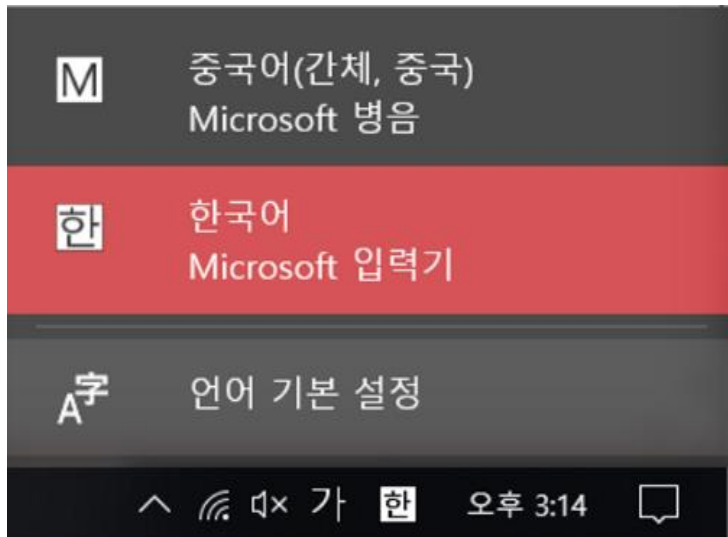 M
중국어(간체, 중국)
Microsoft 병음
한
한국어
Microsoft 입력기
A字
언어 기본 설정
가 한 오후 3:14